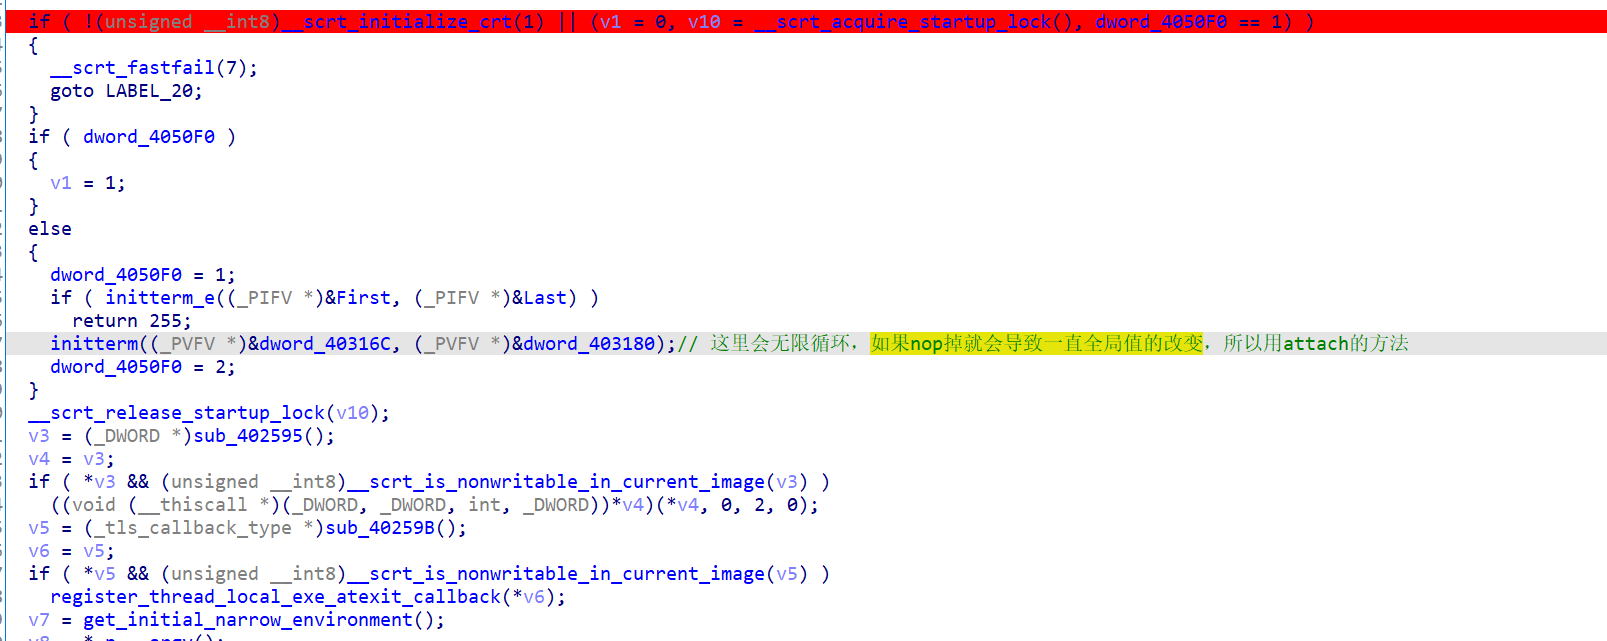 if ( !(unsigned __int8)__scrt_initialize_crt(1) || (v1 = 0, v10 = __scrt_acquire_startup_lock(), dword_4050F0 == 1) )
{
__scrt_fastfail(7);
goto LABEL_20;
}
if ( dword_4050F0 )
{
v1 = 1;
}
else
{
dword_4050F0 = 1;
if ( initterm_e((_PIFV *)&First, (_PIFV *)&Last) )
return 255;
initterm((_PVFV *)&dword_40316C, (_PVFV *)&dword_403180);// 这里会无限循环，如果nop掉就会导致一直全局值的改变，所以用attach的方法
dword_4050F0 = 2;
}
__scrt_release_startup_lock(v10);
v3 = (_DWORD *)sub_402595();
v4 = v3;
if ( *v3 && (unsigned __int8)__scrt_is_nonwritable_in_current_image(v3) )
((void (__thiscall *)(_DWORD, _DWORD, int, _DWORD))*v4)(*v4, 0, 2, 0);
v5 = (_tls_callback_type *)sub_40259B();
v6 = v5;
if ( *v5 && (unsigned __int8)__scrt_is_nonwritable_in_current_image(v5) )
register_thread_local_exe_atexit_callback(*v6);
v7 = get_initial_narrow_environment();